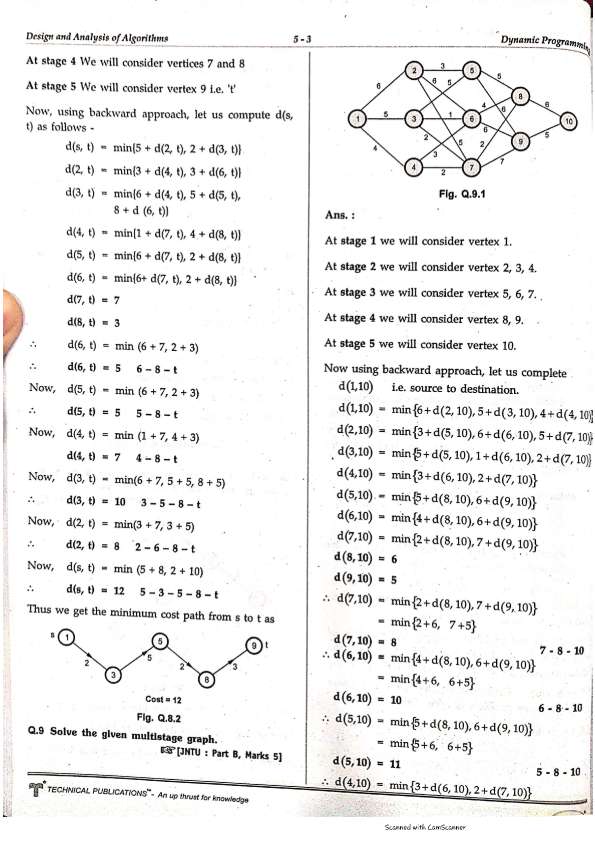 Design and Analysis of Algorithms
5 - 3
Dynamic Programming
At stage 4 We will consider vertices 7 and 8
At stage 5 We will consider vertex 9 i.e. 't'
Now, using backward approach, let us compute d(s,
t) as follows -
d(s, t) = min{5 + d(2, t), 2 + d(3, t)}
d(2, t) = min{3 + d(4, t), 3 + d(6, t)}
d(3, t) = min{6 + d(4, t), 5 + d(5, t),
8 + d (6, t)}
d(4, t) = min{1 + d(7, t), 4 + d(8, t)}
d(5, t) = min{6 + d(7, t), 2 + d(8, t)}
d(6, t) = min{6+ d(7, t), 2 + d(8, t)}
d(7, t) = 7
d(8, t) = 3
∴ d(6, t) = min (6 + 7, 2 + 3)
∴ d(6, t) = 5 6 – 8 – t
Now, d(5, t) = min (6 + 7, 2 + 3)
∴ d(5, t) = 5 5 – 8 – t
Now, d(4, t) = min (1 + 7, 4 + 3)
d(4, t) = 7 4 – 8 – t
Now, d(3, t) = min(6 + 7, 5 + 5, 8 + 5)
∴ d(3, t) = 10 3 – 5 – 8 – t
Now, d(2, t) = min(3 + 7, 3 + 5)
∴ d(2, t) = 8 2 – 6 – 8 – t
Now, d(s, t) = min (5 + 8, 2 + 10)
∴ d(s, t) = 12 5 – 3 – 5 – 8 – t
Thus we get the minimum cost path from s to t as
s 1 5 9 t
2 5 2 3
3 8
Cost = 12
Fig. Q.8.2
Q.9 Solve the given multistage graph.
[JNTU : Part B, Marks 5]
2 3 5
6 6 5 5
8
1 5 3 1 6 4 6 6 10
6 2 5
4 2 5 9
3 7
4 2 7
Fig. Q.9.1
Ans. :
At stage 1 we will consider vertex 1.
At stage 2 we will consider vertex 2, 3, 4.
At stage 3 we will consider vertex 5, 6, 7.
At stage 4 we will consider vertex 8, 9.
At stage 5 we will consider vertex 10.
Now using backward approach, let us complete
d(1,10) i.e. source to destination.
d(1,10) = min{6+d(2, 10), 5+d(3, 10), 4+d(4, 10)}
d(2,10) = min{3+d(5, 10), 6+d(6, 10), 5+d(7, 10)}
d(3,10) = min{5+d(5, 10), 1+d(6, 10), 2+d(7, 10)}
d(4,10) = min{3+d(6, 10), 2+d(7, 10)}
d(5,10) = min{5+d(8, 10), 6+d(9, 10)}
d(6,10) = min{4+d(8, 10), 6+d(9, 10)}
d(7,10) = min{2+d(8, 10), 7+d(9, 10)}
d(8,10) = 6
d(9,10) = 5
∴ d(7,10) = min{2+d(8, 10), 7+d(9, 10)}
= min{2+6, 7+5}
d(7,10) = 8 7 - 8 - 10
∴ d(6,10) = min{4+d(8, 10), 6+d(9, 10)}
= min{4+6, 6+5}
d(6,10) = 10 6 - 8 - 10
∴ d(5,10) = min{5+d(8, 10), 6+d(9, 10)}
= min{5+6, 6+5}
d(5,10) = 11 5 - 8 - 10
∴ d(4,10) = min{3+d(6, 10), 2+d(7, 10)}
TECHNICAL PUBLICATIONS™ - An up thrust for knowledge
Scanned with CamScanner